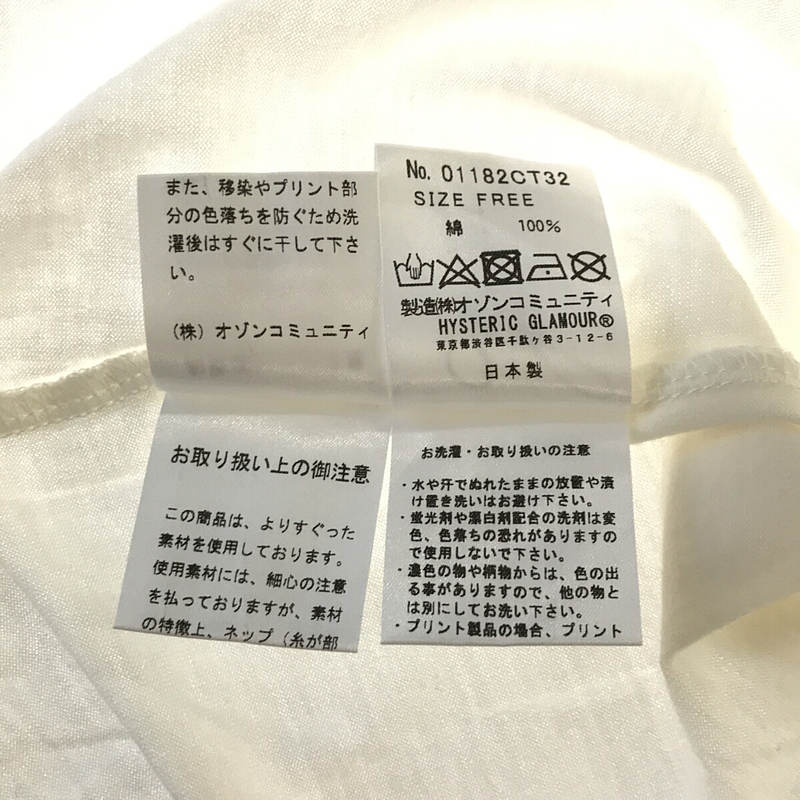 また、移染やプリント部
分の色落ちを防ぐため洗
濯後はすぐに干して下さ
い。
(株) オゾンコミュニティ
お取り扱い上の御注意
この商品は、よりすぐった
素材を使用しております。
使用素材には、細心の注意
を払っておりますが、素材
の特徴上、ネップ(糸が部
No. 01182CT32
SIZE FREE
綿 100%
製造(株)オゾンコミュニティ
HYSTERIC GLAMOUR®
東京都渋谷区千駄ヶ谷3-12-6
日本製
お洗濯・お取り扱いの注意
・水や汗でぬれたままの放置や漬
け置き洗いはお避け下さい。
・蛍光剤や漂白剤配合の洗剤は変
色、色落ちの恐れがありますの
で使用しないで下さい。
・濃色の物や柄物からは、色の出
る事がありますので、他の物と
は別にしてお洗い下さい。
・プリント製品の場合、プリント